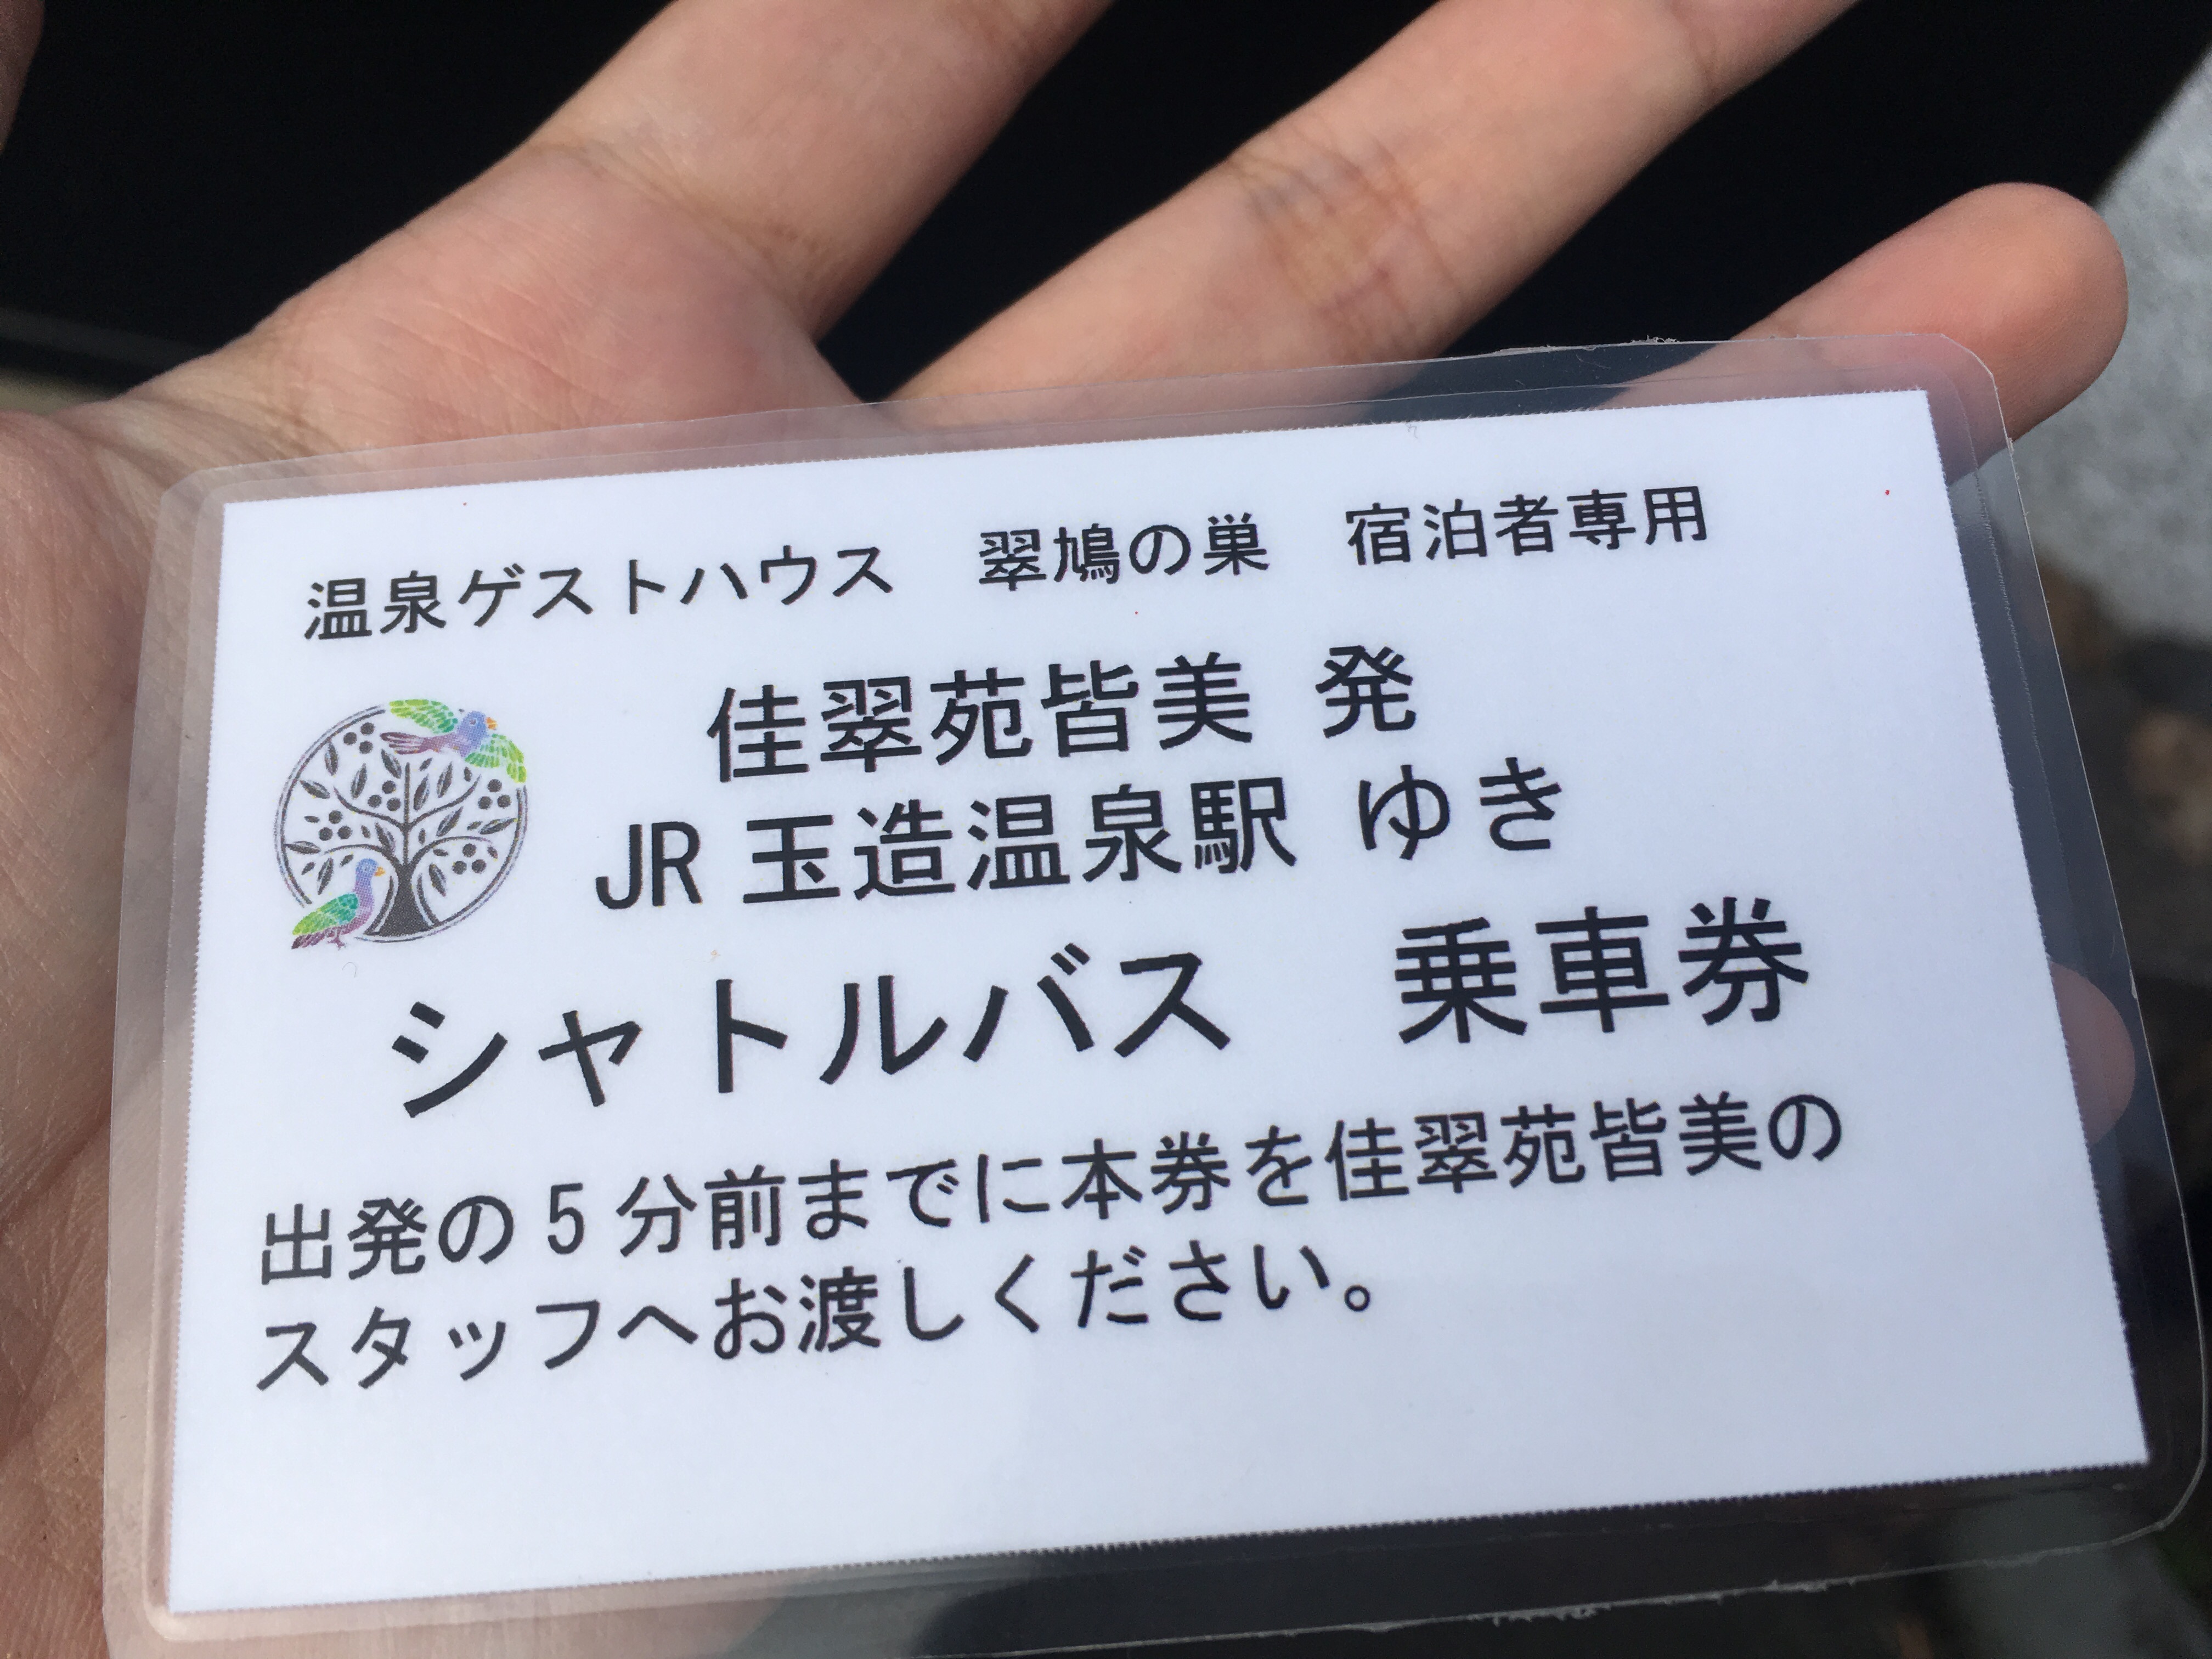 温泉ゲストハウス　翠鳩の巣　宿泊者専用
佳翠苑皆美 発
JR 玉造温泉駅 ゆき
シャトルバス　乗車券
出発の 5 分前までに本券を佳翠苑皆美の
スタッフへお渡しください。